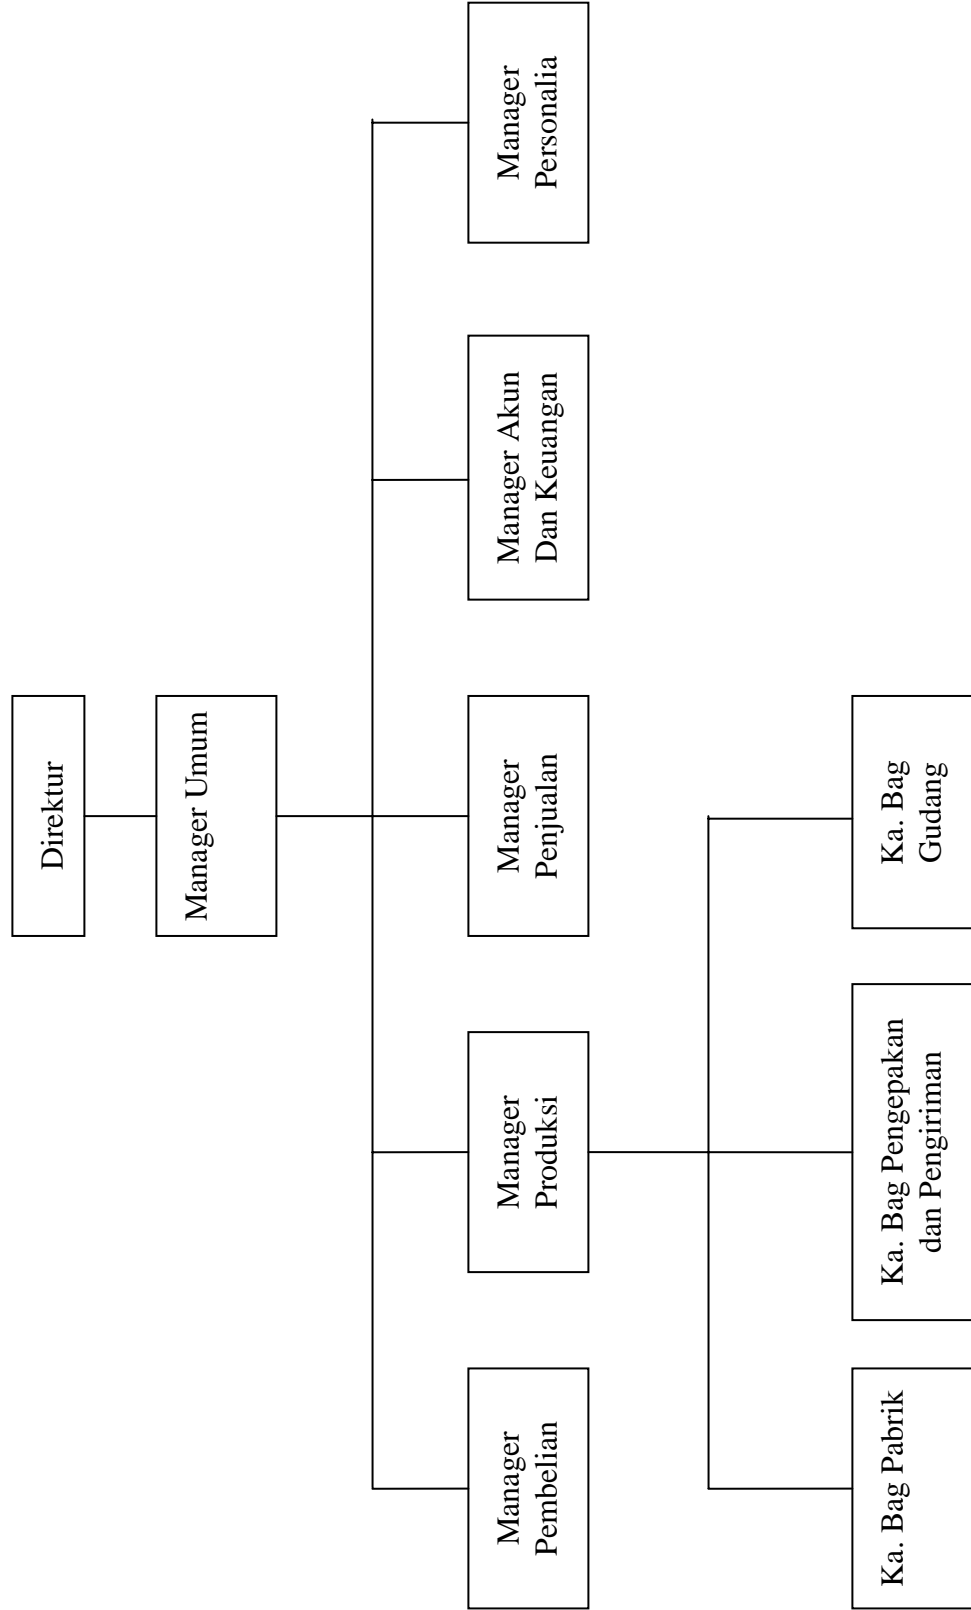 Direktur
Manager Umum
Manager
Pembelian
Manager
Produksi
Manager
Penjualan
Manager Akun
Dan Keuangan
Manager
Personalia
Ka. Bag Pabrik
Ka. Bag Pengepakan
dan Pengiriman
Ka. Bag
Gudang